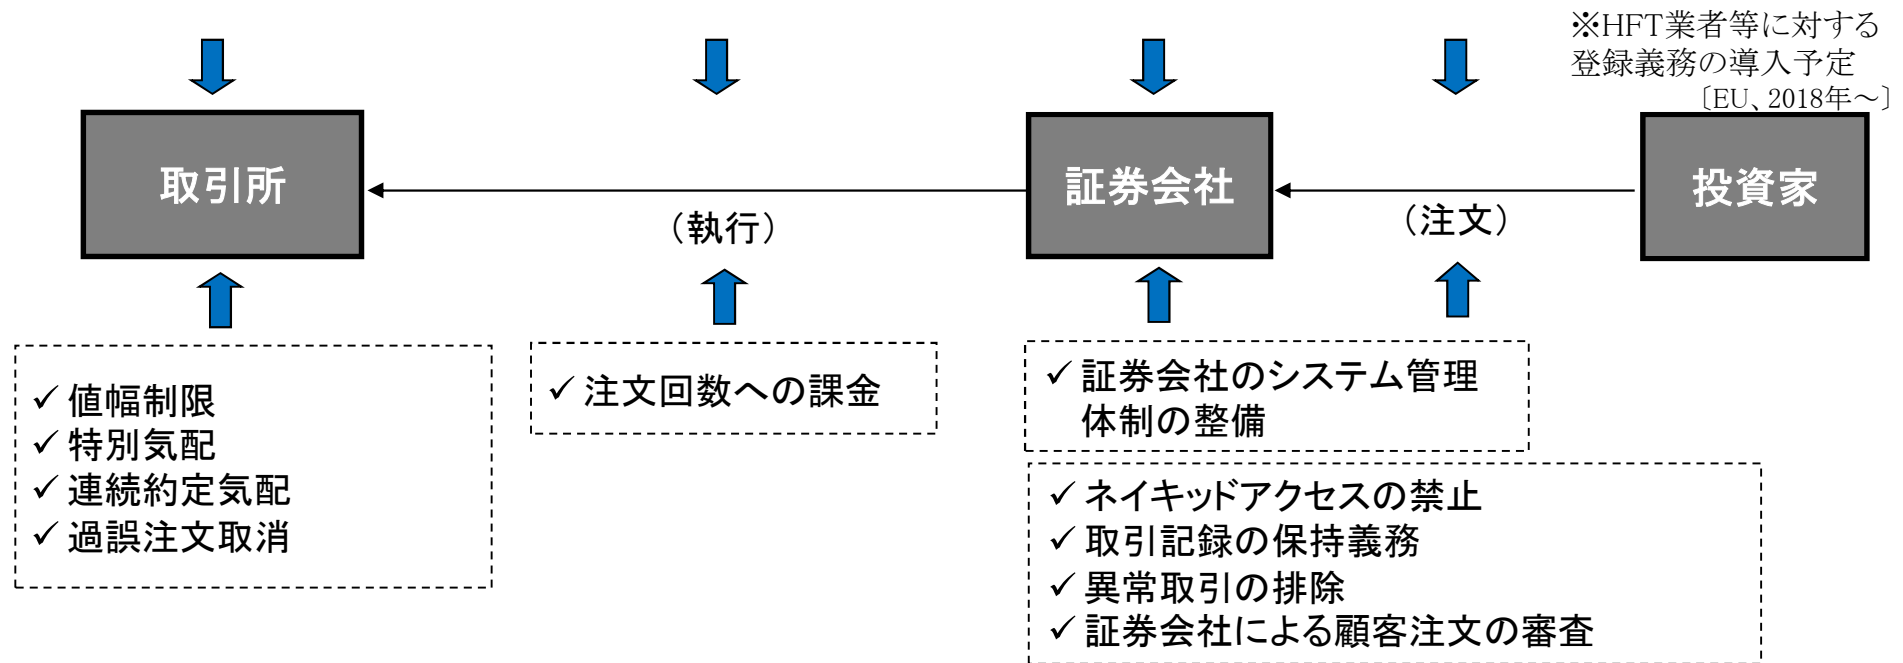 ※HFT業者等に対する
登録義務の導入予定
〔EU、2018年～〕
取引所
証券会社
投資家
（執行）
（注文）
✓ 値幅制限
✓ 特別気配
✓ 連続約定気配
✓ 過誤注文取消
✓ 注文回数への課金
✓ 証券会社のシステム管理
体制の整備
✓ ネイキッドアクセスの禁止
✓ 取引記録の保持義務
✓ 異常取引の排除
✓ 証券会社による顧客注文の審査